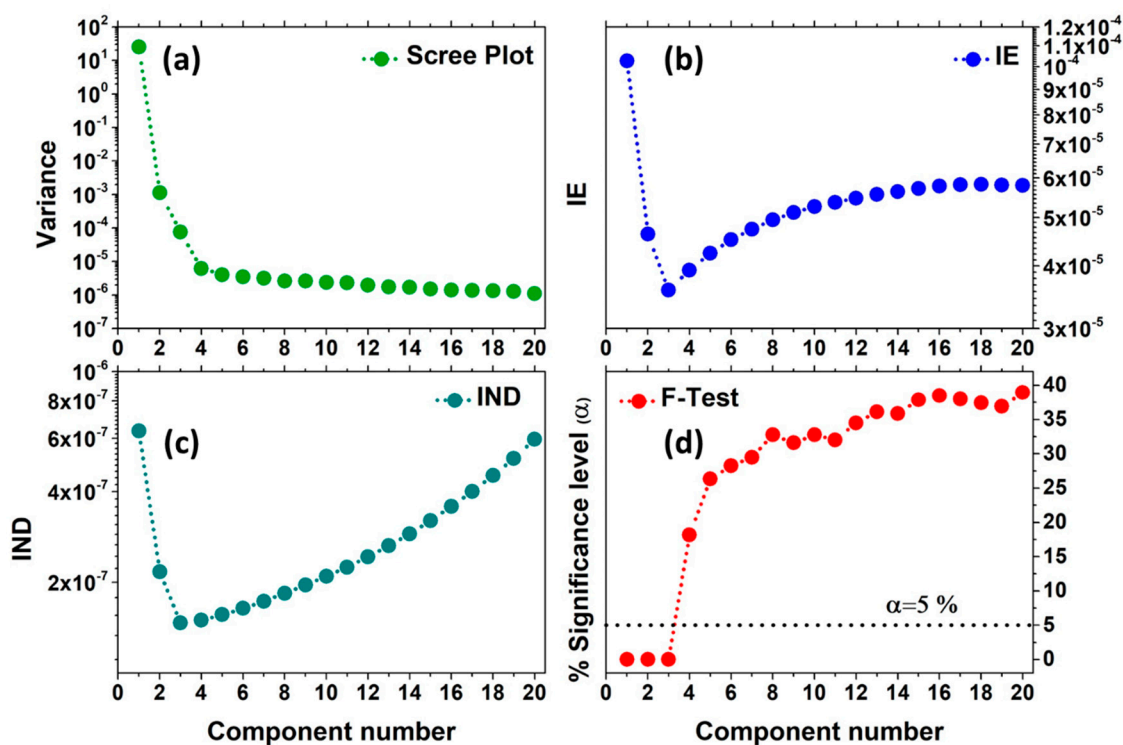 (a)
Scree Plot
Variance
10²
10¹
10⁰
10⁻¹
10⁻²
10⁻³
10⁻⁴
10⁻⁵
10⁻⁶
10⁻⁷
0 2 4 6 8 10 12 14 16 18 20
(b)
IE
IE
1.2x10⁻⁴
1.1x10⁻⁴
10⁻⁴
9x10⁻⁵
8x10⁻⁵
7x10⁻⁵
6x10⁻⁵
5x10⁻⁵
4x10⁻⁵
3x10⁻⁵
0 2 4 6 8 10 12 14 16 18 20
(c)
IND
IND
10⁻⁶
8x10⁻⁷
6x10⁻⁷
4x10⁻⁷
2x10⁻⁷
0 2 4 6 8 10 12 14 16 18 20
Component number
(d)
F-Test
% Significance level (α)
α=5 %
40
35
30
25
20
15
10
5
0
0 2 4 6 8 10 12 14 16 18 20
Component number